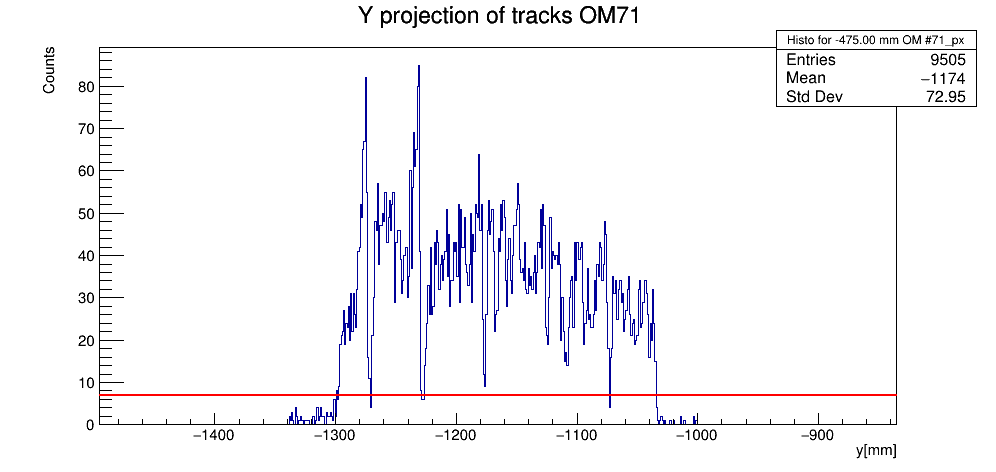 Y projection of tracks OM71
Histo for -475.00 mm OM #71_px
Entries 9505
Mean −1174
Std Dev 72.95
Counts
80
70
60
50
40
30
20
10
0
−1400 −1300 −1200 −1100 −1000 −900
y[mm]